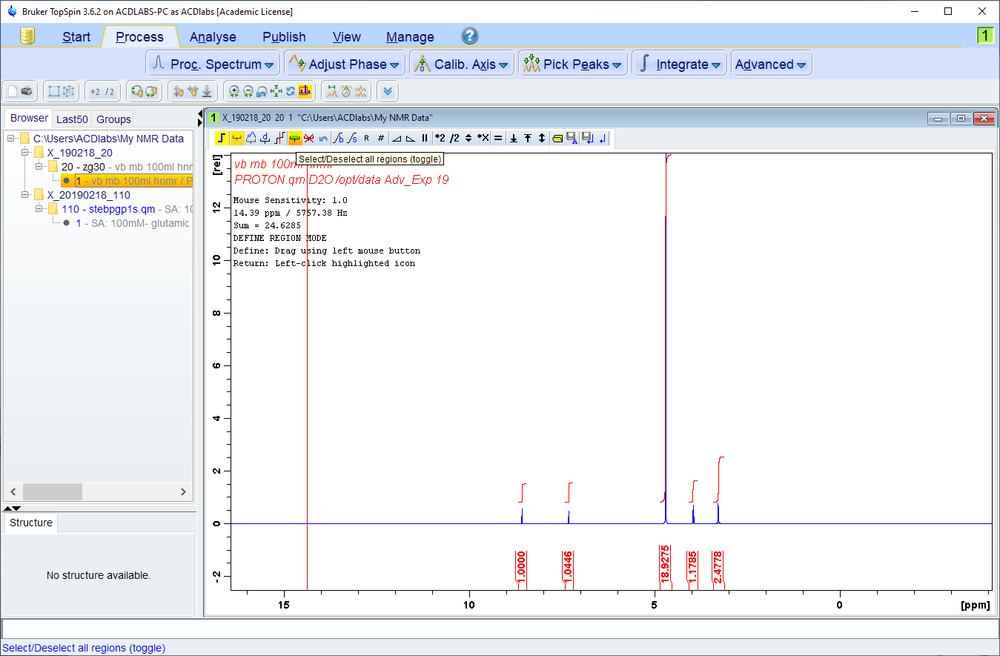 Bruker TopSpin 3.6.2 on ACDLABS-PC as ACDlabs [Academic License]
Start Process Analyse Publish View Manage ? 1
Proc. Spectrum Adjust Phase Calib. Axis Pick Peaks Integrate Advanced
*2 /2
Browser Last50 Groups
C:\Users\ACDlabs\My NMR Data
X_190218_20
20 - zg30 - vb mb 100ml hnmr
1 - vb mb 100ml hnmr / P
X_20190218_110
110 - stebpgp1s.qm - SA: 10
1 - SA: 100mM- glutamic
Structure
No structure available.
1 X_190218_20 20 1 "C:\Users\ACDlabs\My NMR Data"
R # *2 /2 *X =
Select/Deselect all regions (toggle)
vb mb 100ml hnmr
PROTON.qm D2O /opt/data Adv_Exp 19
Mouse Sensitivity: 1.0
14.39 ppm / 5757.38 Hz
Sum = 24.6285
DEFINE REGION MODE
Define: Drag using left mouse button
Return: Left-click highlighted icon
[rel]
12
10
8
6
4
2
0
-2
1.0000 1.0446 18.9275 1.1785 2.4778
15 10 5 0 [ppm]
Select/Deselect all regions (toggle)